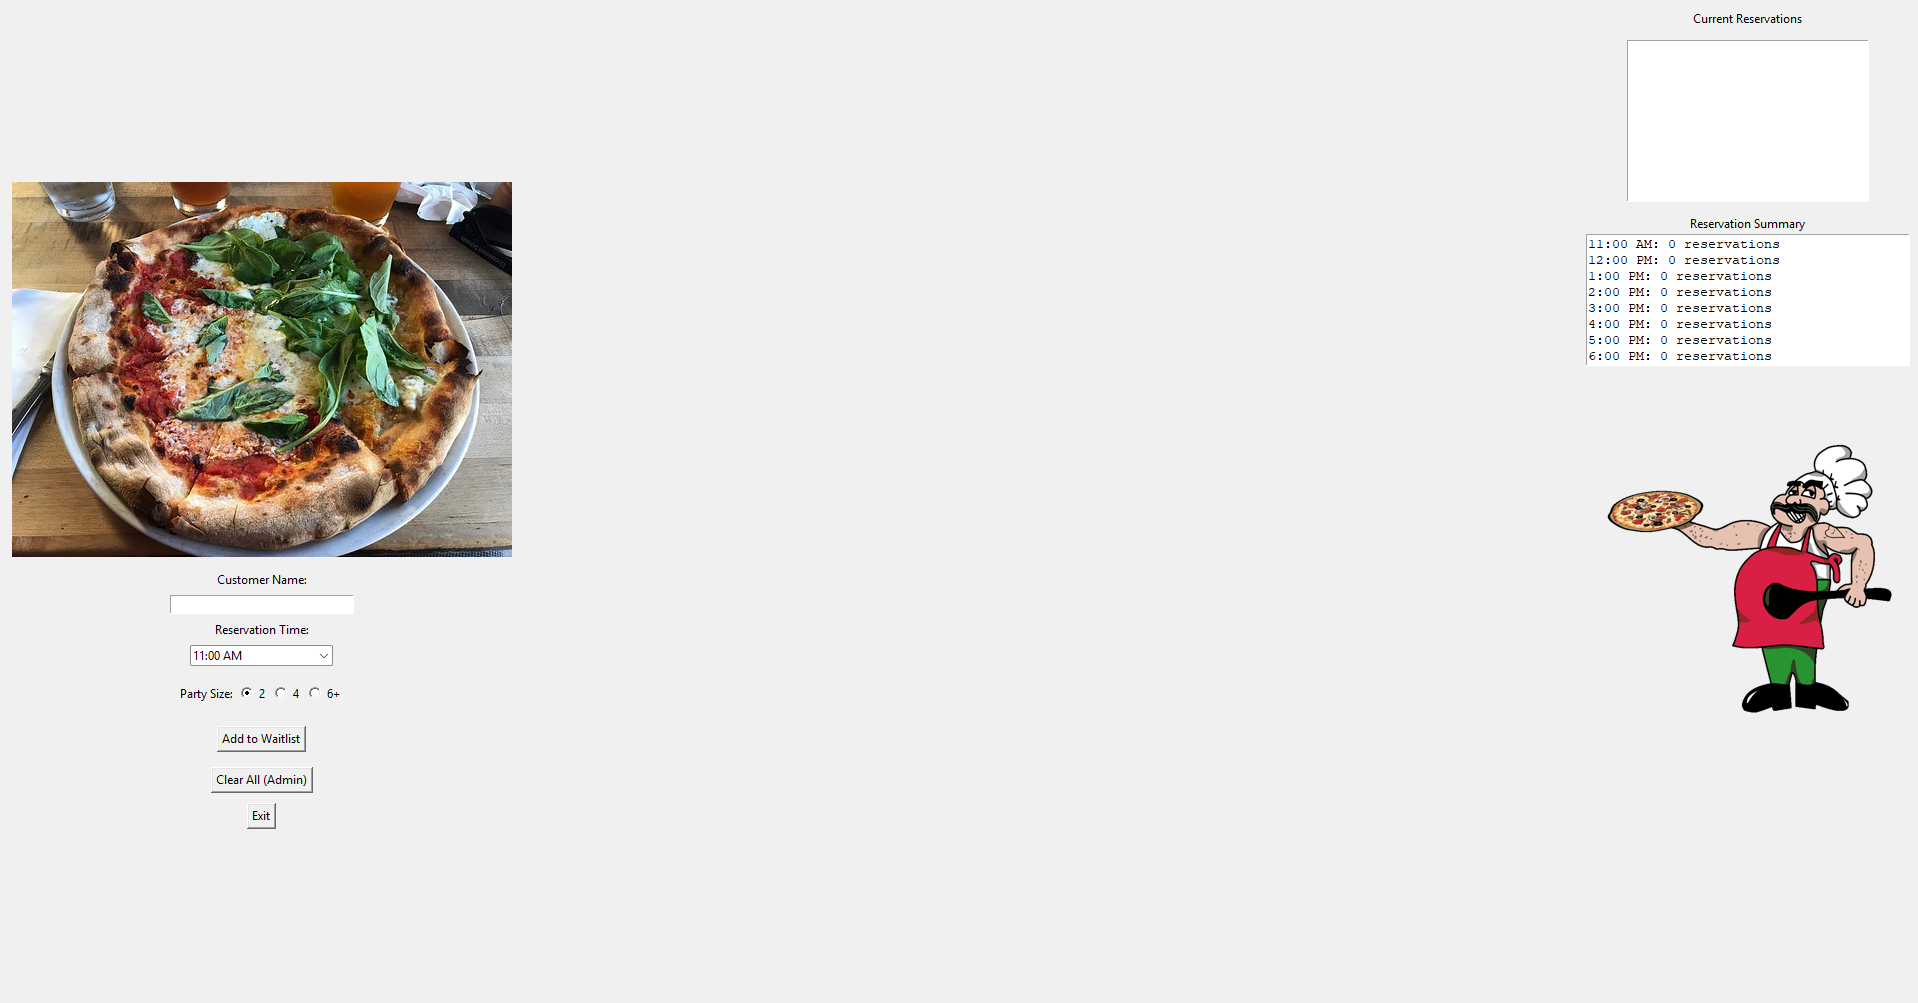 Current Reservations
Reservation Summary
11:00 AM: 0 reservations
12:00 PM: 0 reservations
1:00 PM: 0 reservations
2:00 PM: 0 reservations
3:00 PM: 0 reservations
4:00 PM: 0 reservations
5:00 PM: 0 reservations
6:00 PM: 0 reservations
Customer Name:
Reservation Time:
11:00 AM
Party Size: 2 4 6+
Add to Waitlist
Clear All (Admin)
Exit